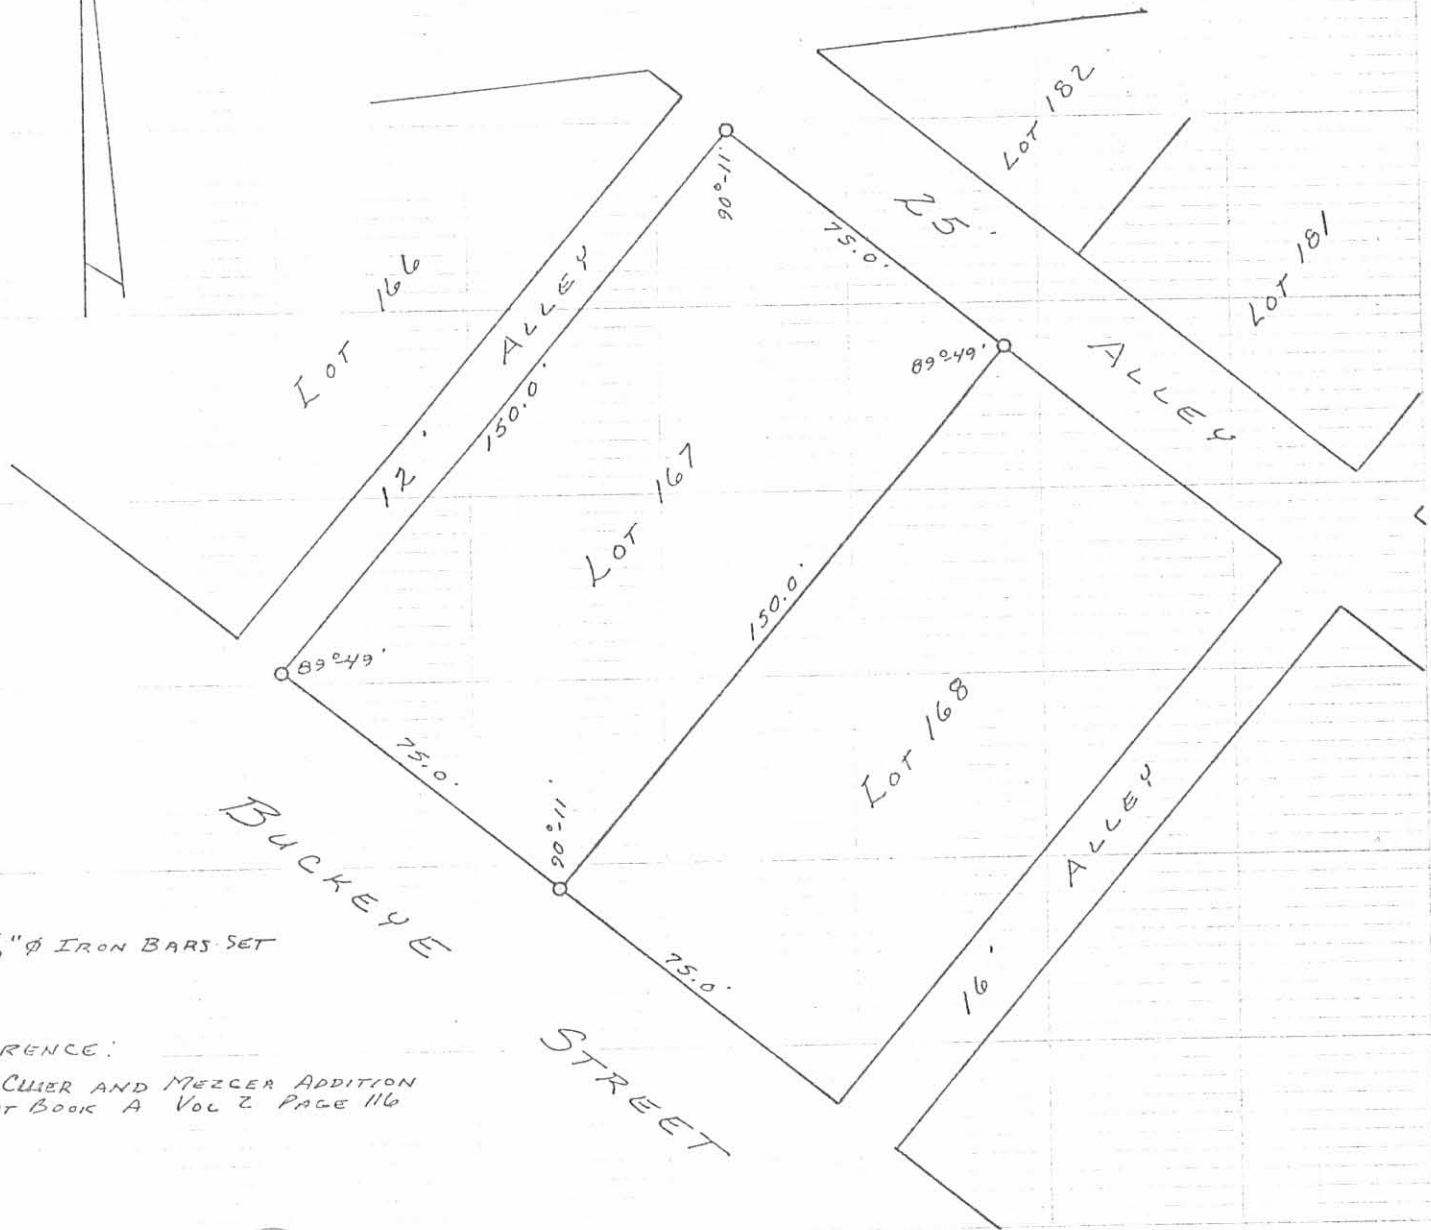 LOT 182
LOT 181
25'
ALLEY
LOT 166
12' ALLEY
90°-11'
75.0'
89°49'
150.0'
LOT 167
150.0'
89°49'
75.0'
90°-11'
LOT 168
75.0'
16' ALLEY
BUCKEYE
STREET
"Ø IRON BARS SET
RENCE:
AND MEZGER ADDITION
T BOOK A VOL 2 PAGE 116